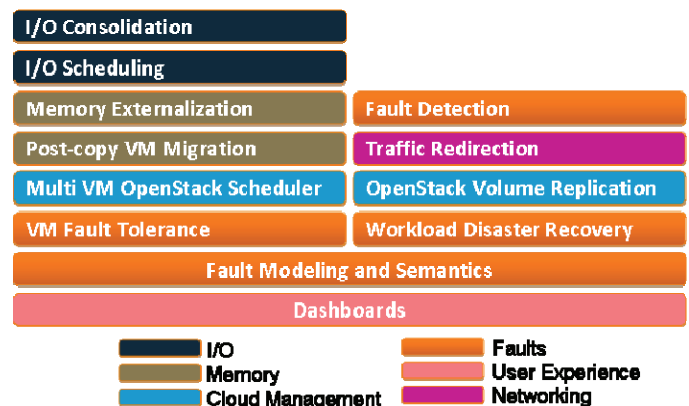 I/O Consolidation
I/O Scheduling
Memory Externalization
Fault Detection
Post-copy VM Migration
Traffic Redirection
Multi VM OpenStack Scheduler
OpenStack Volume Replication
VM Fault Tolerance
Workload Disaster Recovery
Fault Modeling and Semantics
Dashboards
I/O
Faults
Memory
User Experience
Cloud Management
Networking